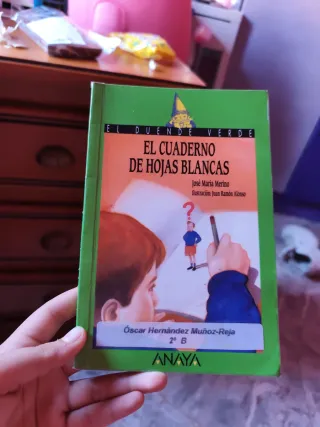 EL DUENDE VERDE
EL CUADERNO
DE HOJAS BLANCAS
José María Merino
Ilustración: Juan Ramón Alonso
?
Óscar Hernández Muñoz-Reja
2º B
ANAYA